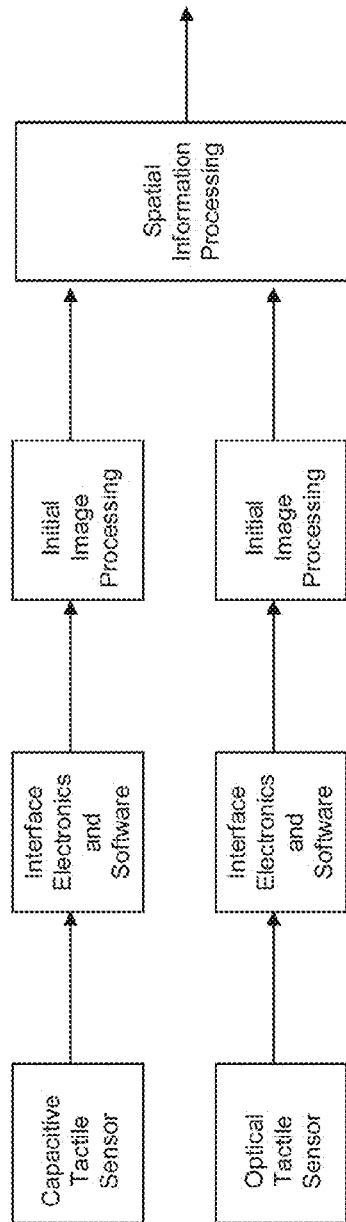 Capacitive
Tactile
Sensor
Interface
Electronics
and
Software
Initial
Image
Processing
Optical
Tactile
Sensor
Interface
Electronics
and
Software
Initial
Image
Processing
Spatial
Information
Processing